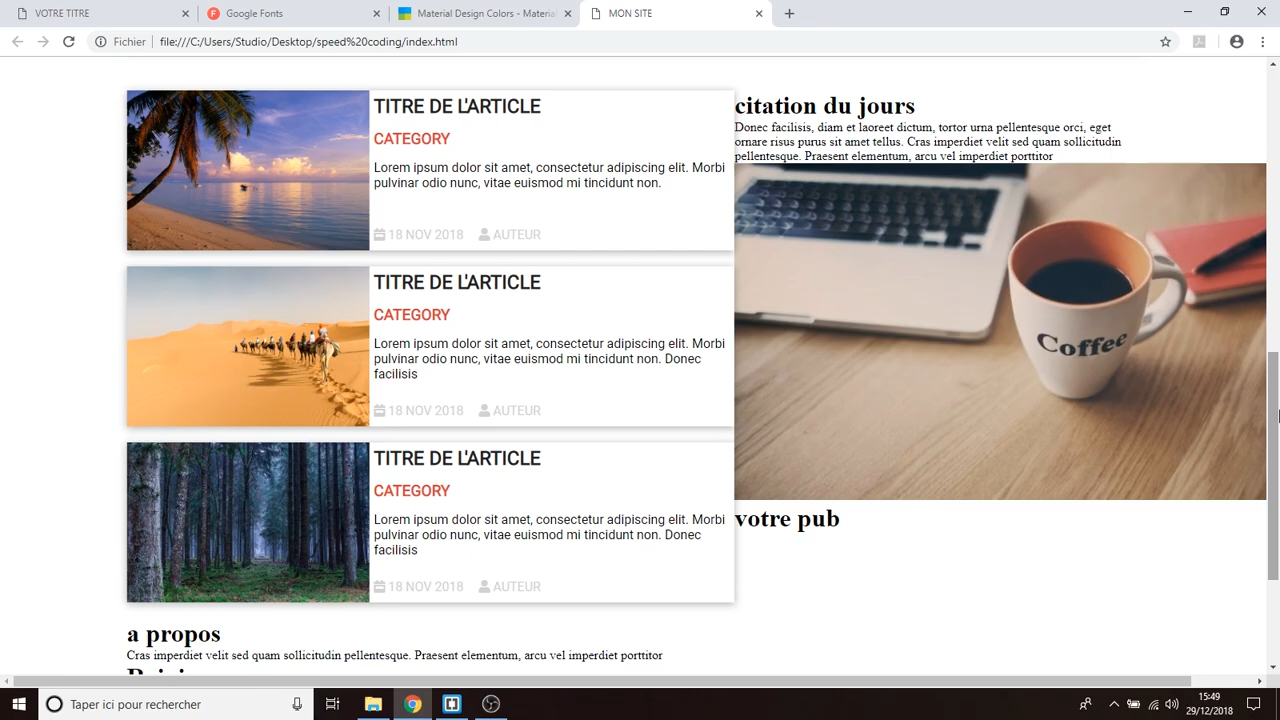 VOTRE TITRE
Google Fonts
Material Design Colors - Material
MON SITE
Fichier
file:///C:/Users/Studio/Desktop/speed%20coding/index.html
TITRE DE L'ARTICLE
CATEGORY
Lorem ipsum dolor sit amet, consectetur adipiscing elit. Morbi
pulvinar odio nunc, vitae euismod mi tincidunt non.
18 NOV 2018 AUTEUR
TITRE DE L'ARTICLE
CATEGORY
Lorem ipsum dolor sit amet, consectetur adipiscing elit. Morbi
pulvinar odio nunc, vitae euismod mi tincidunt non. Donec
facilisis
18 NOV 2018 AUTEUR
TITRE DE L'ARTICLE
CATEGORY
Lorem ipsum dolor sit amet, consectetur adipiscing elit. Morbi
pulvinar odio nunc, vitae euismod mi tincidunt non. Donec
facilisis
18 NOV 2018 AUTEUR
citation du jours
Donec facilisis, diam et laoreet dictum, tortor urna pellentesque orci, eget
ornare risus purus sit amet tellus. Cras imperdiet velit sed quam sollicitudin
pellentesque. Praesent elementum, arcu vel imperdiet porttitor
Coffee
votre pub
a propos
Cras imperdiet velit sed quam sollicitudin pellentesque. Praesent elementum, arcu vel imperdiet porttitor
Taper ici pour rechercher
15:49
29/12/2018